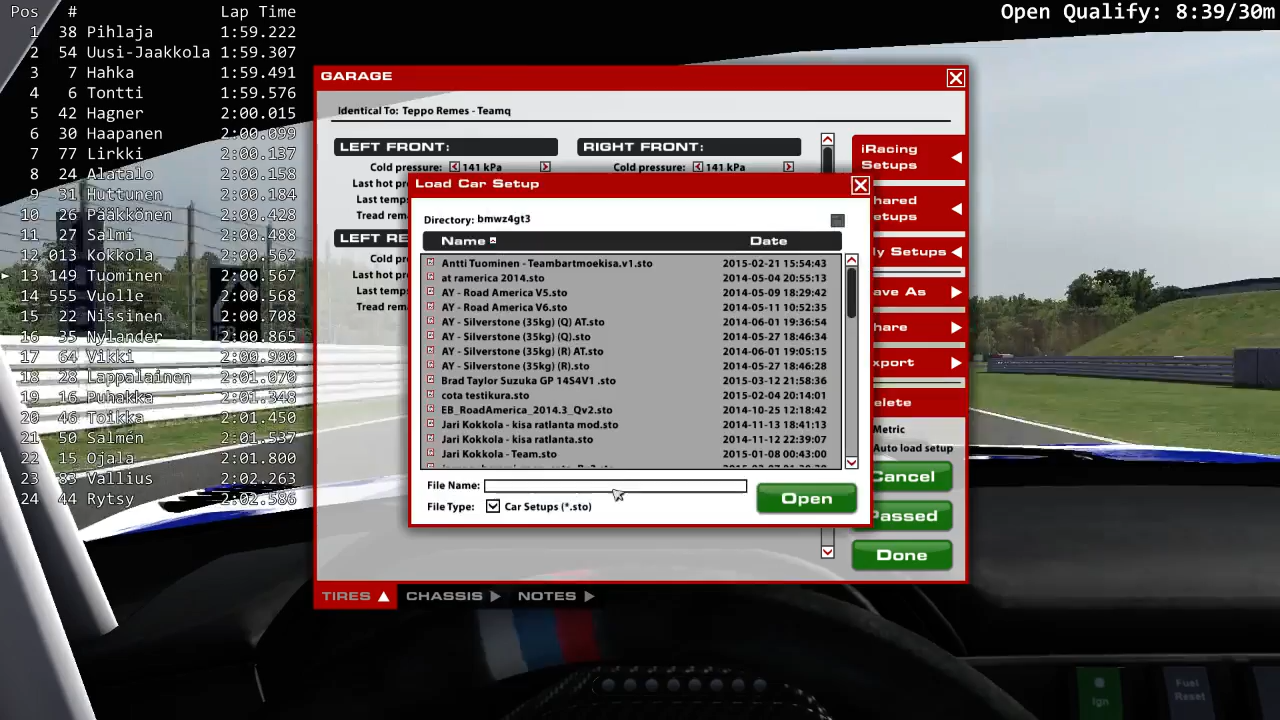 Pos # Lap Time
1 38 Pihlaja 1:59.222
2 54 Uusi-Jaakkola 1:59.307
3 7 Hahka 1:59.491
4 6 Tontti 1:59.576
5 42 Hagner 2:00.015
6 30 Haapanen 2:00.099
7 77 Lirkki 2:00.137
8 24 Alatalo 2:00.158
9 31 Huttunen 2:00.184
10 26 Pääkkönen 2:00.428
11 27 Salmi 2:00.488
12 013 Kokkola 2:00.562
13 149 Tuominen 2:00.567
14 555 Vuolle 2:00.568
15 22 Nissinen 2:00.708
16 35 Nylander 2:00.865
17 64 Vikki 2:00.900
18 28 Lappalainen 2:01.070
19 16 Puhakka 2:01.348
20 46 Toikka 2:01.450
21 50 Salmén 2:01.537
22 15 Ojala 2:01.800
23 83 Vallius 2:02.263
24 44 Rytsy 2:02.586
Open Qualify: 8:39/30m
GARAGE
Identical To: Teppo Remes - Teamq
LEFT FRONT: RIGHT FRONT:
Cold pressure: 141 kPa Cold pressure: 141 kPa
Last hot pr
Last temps
Tread rema
LEFT RE
Cold pr
Last hot pr
Last temps
Tread rema
Load Car Setup
Directory: bmwz4gt3
Name Date
Antti Tuominen - Teambartmoekisa.v1.sto 2015-02-21 15:54:43
at ramerica 2014.sto 2014-05-04 20:55:13
AY - Road America V5.sto 2014-05-09 18:29:42
AY - Road America V6.sto 2014-05-11 10:52:35
AY - Silverstone (35kg) (Q) AT.sto 2014-06-01 19:36:54
AY - Silverstone (35kg) (Q).sto 2014-05-27 18:46:34
AY - Silverstone (35kg) (R) AT.sto 2014-06-01 19:05:15
AY - Silverstone (35kg) (R).sto 2014-05-27 18:46:28
Brad Taylor Suzuka GP 14S4V1 .sto 2015-03-12 21:58:36
cota testikura.sto 2015-02-04 20:14:01
EB_RoadAmerica_2014.3_Qv2.sto 2014-10-25 12:18:42
Jari Kokkola - kisa ratlanta mod.sto 2014-11-13 18:41:13
Jari Kokkola - kisa ratlanta.sto 2014-11-12 22:39:07
Jari Kokkola - Team.sto 2015-01-08 00:43:00
File Name: Open
File Type: Car Setups (*.sto)
iRacing
Setups
hared
etups
y Setups
ave As
hare
xport
elete
Metric
Auto load setup
Cancel
Passed
Done
TIRES CHASSIS NOTES
Ign
Fuel
Reset